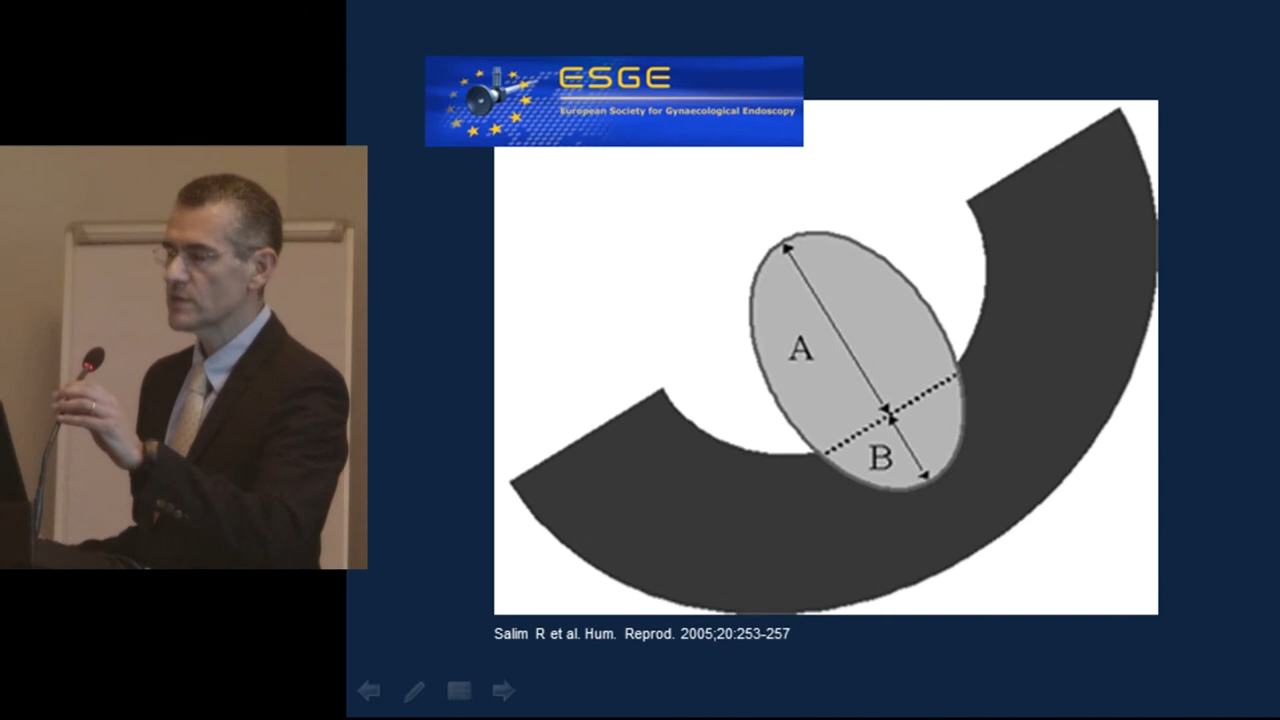 ESGE
European Society for Gynaecological Endoscopy
A
B
Salim R et al. Hum. Reprod. 2005;20:253-257